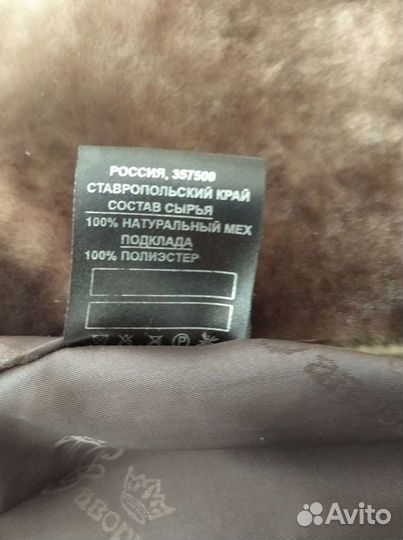 РОССИЯ, 357500
СТАВРОПОЛЬСКИЙ КРАЙ
СОСТАВ СЫРЬЯ
100% НАТУРАЛЬНЫЙ МЕХ
ПОДКЛАДА
100% ПОЛИЭСТЕР
P
Avito